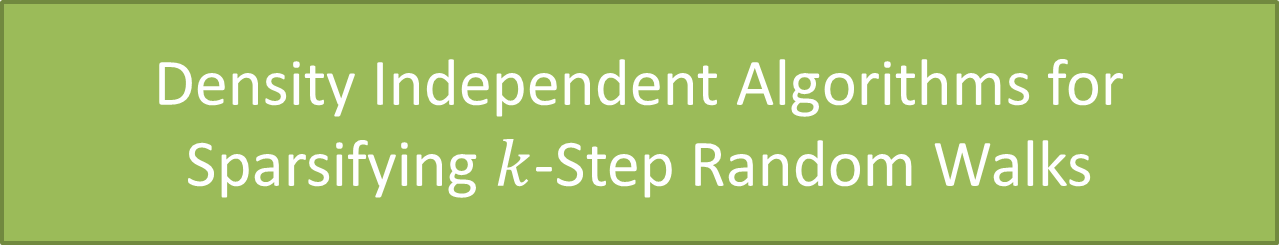 Density Independent Algorithms for
Sparsifying k-Step Random Walks